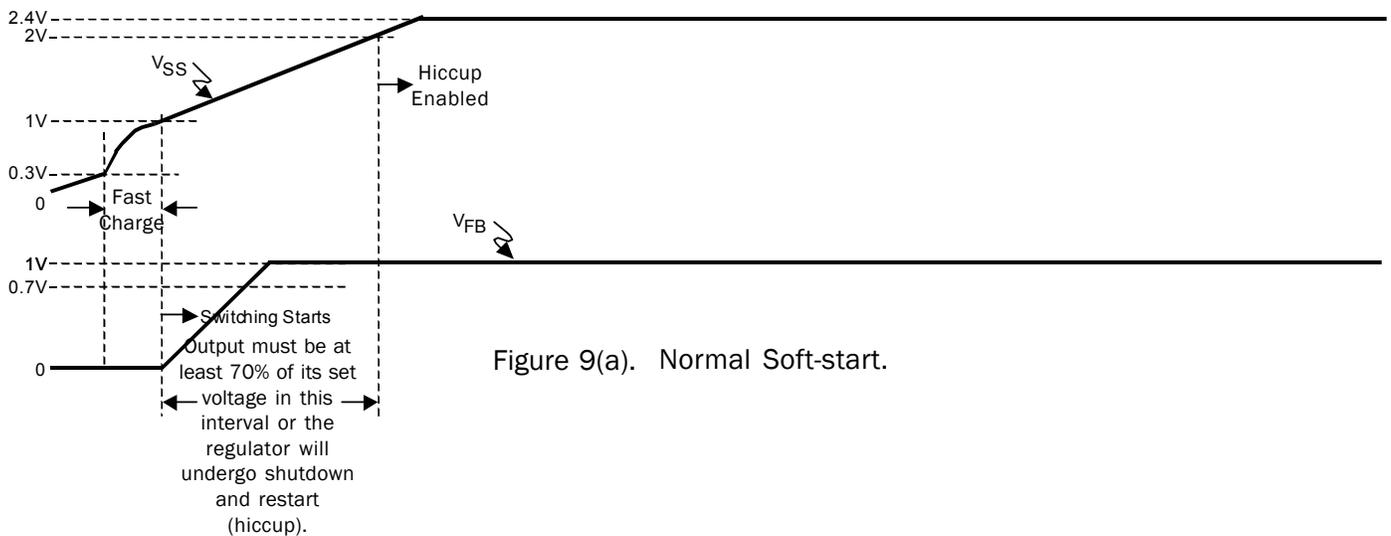 2.4V
2V
VSS
Hiccup
Enabled
1V
0.3V
0
Fast
Charge
VFB
1V
0.7V
Switching Starts
0
Output must be at
least 70% of its set
voltage in this
interval or the
regulator will
undergo shutdown
and restart
(hiccup).
Figure 9(a). Normal Soft-start.